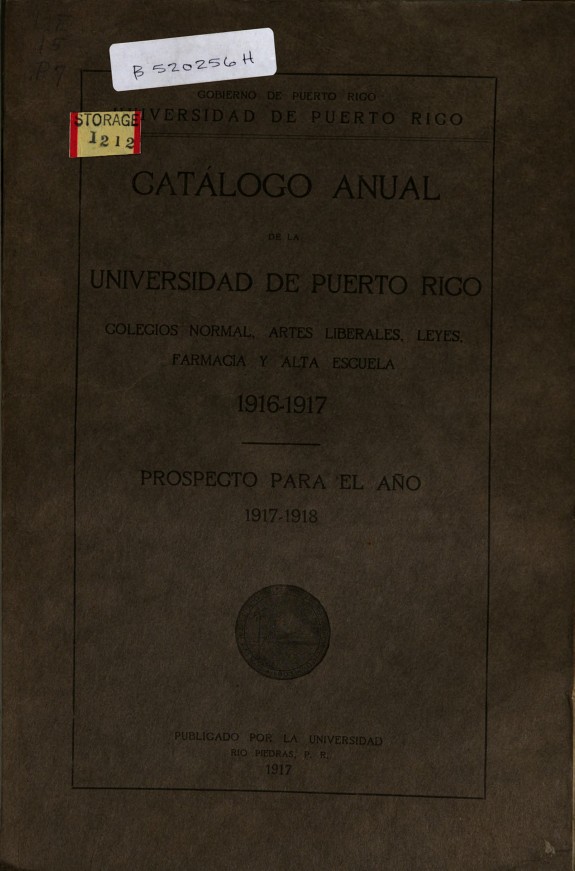 B 520256 H
GOBIERNO DE PUERTO RICO
UNIVERSIDAD DE PUERTO RICO
STORAGE
1212
CATÁLOGO ANUAL
DE LA
UNIVERSIDAD DE PUERTO RICO
COLEGIOS NORMAL, ARTES LIBERALES, LEYES,
FARMACIA Y ALTA ESCUELA
1916-1917
PROSPECTO PARA EL AÑO
1917-1918
PUBLICADO POR LA UNIVERSIDAD
RIO PIEDRAS, P. R.
1917